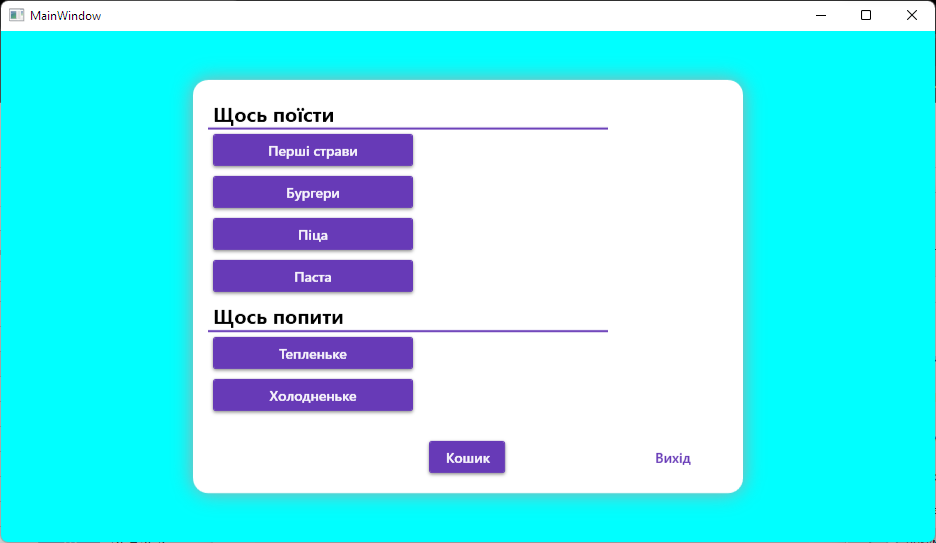 MainWindow
Щось поїсти
Перші страви
Бургери
Піца
Паста
Щось попити
Тепленьке
Холодненьке
Кошик
Вихід